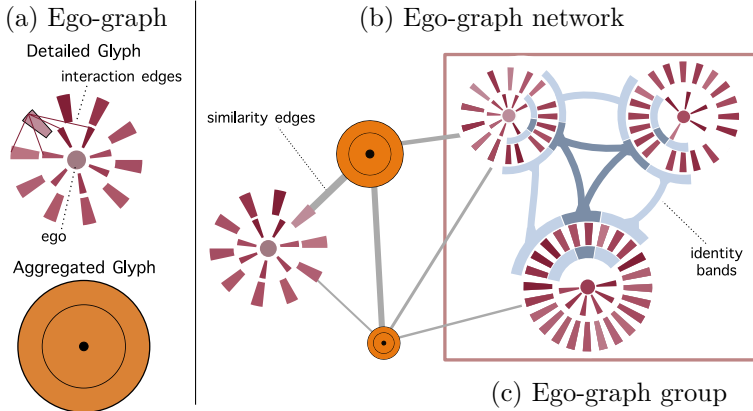 (a) Ego-graph
Detailed Glyph
interaction edges
ego
Aggregated Glyph
(b) Ego-graph network
similarity edges
identity
bands
(c) Ego-graph group